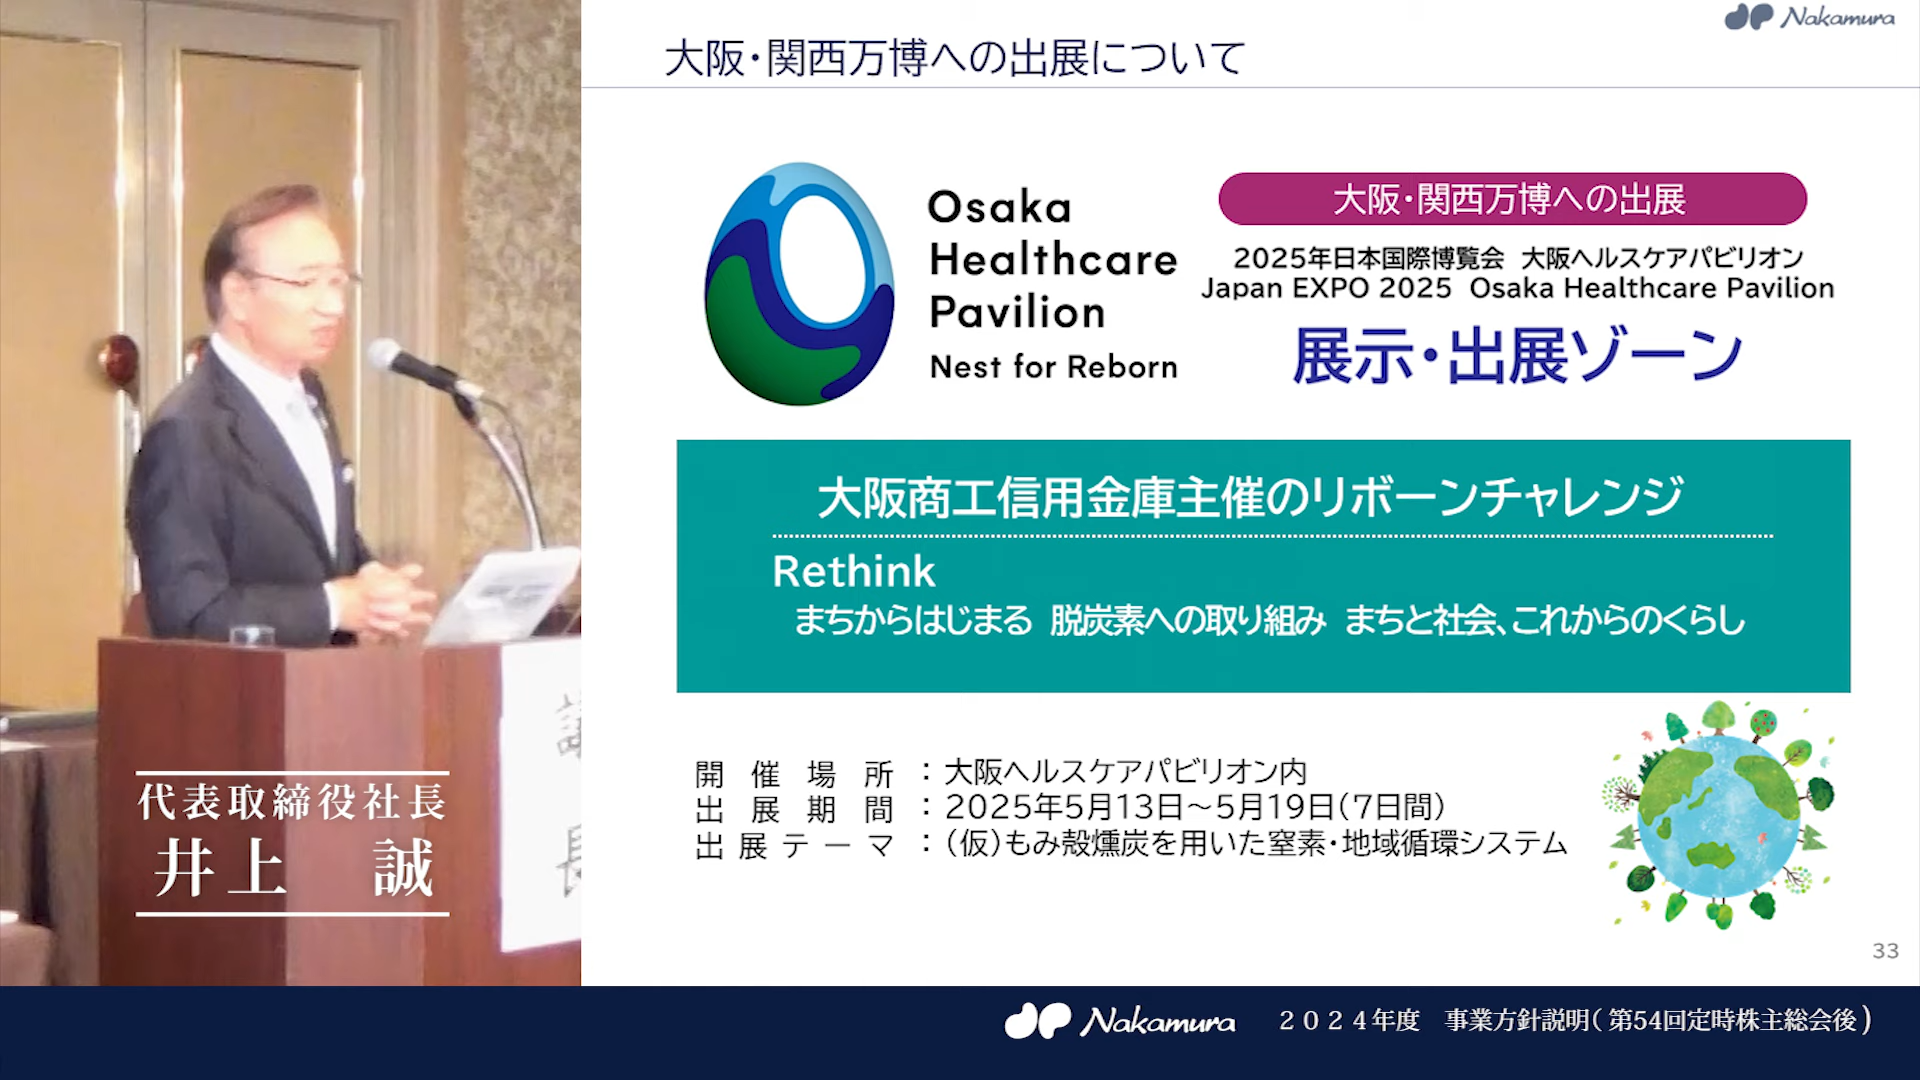 Nakamura
大阪・関西万博への出展について
Osaka
Healthcare
Pavilion
Nest for Reborn
大阪・関西万博への出展
2025年日本国際博覧会 大阪ヘルスケアパビリオン
Japan EXPO 2025 Osaka Healthcare Pavilion
展示・出展ゾーン
大阪商工信用金庫主催のリボーンチャレンジ
Rethink
まちからはじまる 脱炭素への取り組み まちと社会、これからのくらし
開催場所 ：大阪ヘルスケアパビリオン内
出展期間 ：2025年5月13日～5月19日（7日間）
出展テーマ ：（仮）もみ殻燻炭を用いた窒素・地域循環システム
33
議長
代表取締役社長
井上 誠
Nakamura
２０２４年度 事業方針説明（第54回定時株主総会後）